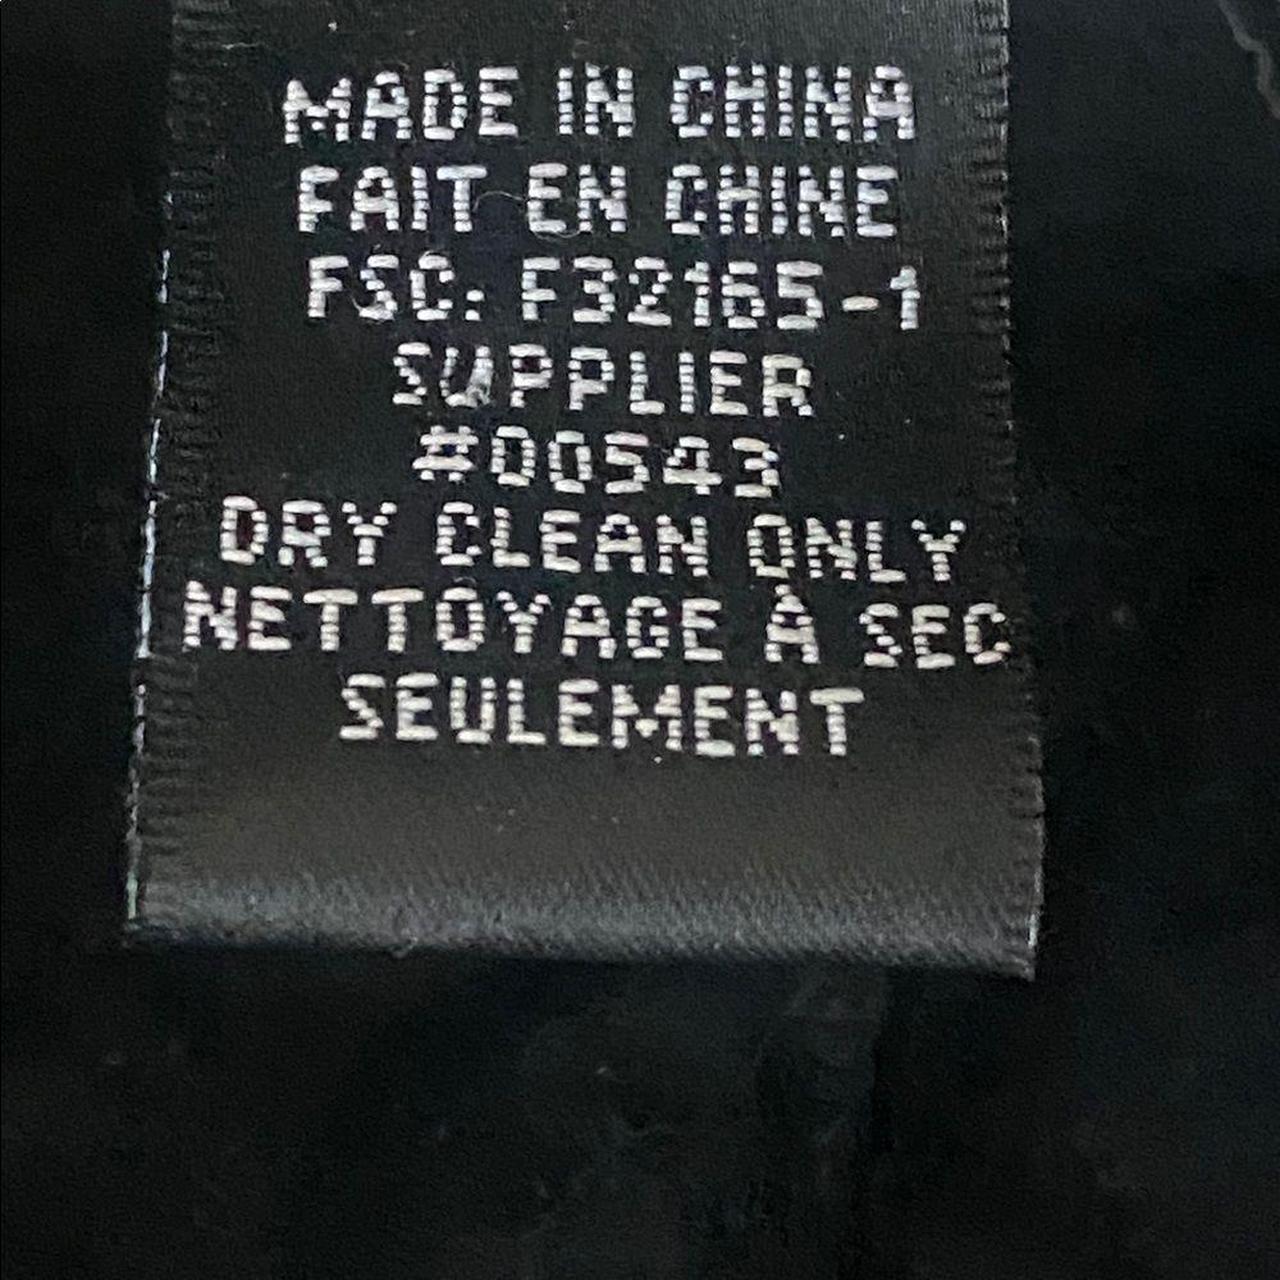 MADE IN CHINA
FAIT EN CHINE
FSC: F32165-1
SUPPLIER
#00543
DRY CLEAN ONLY
NETTOYAGE À SEC
SEULEMENT